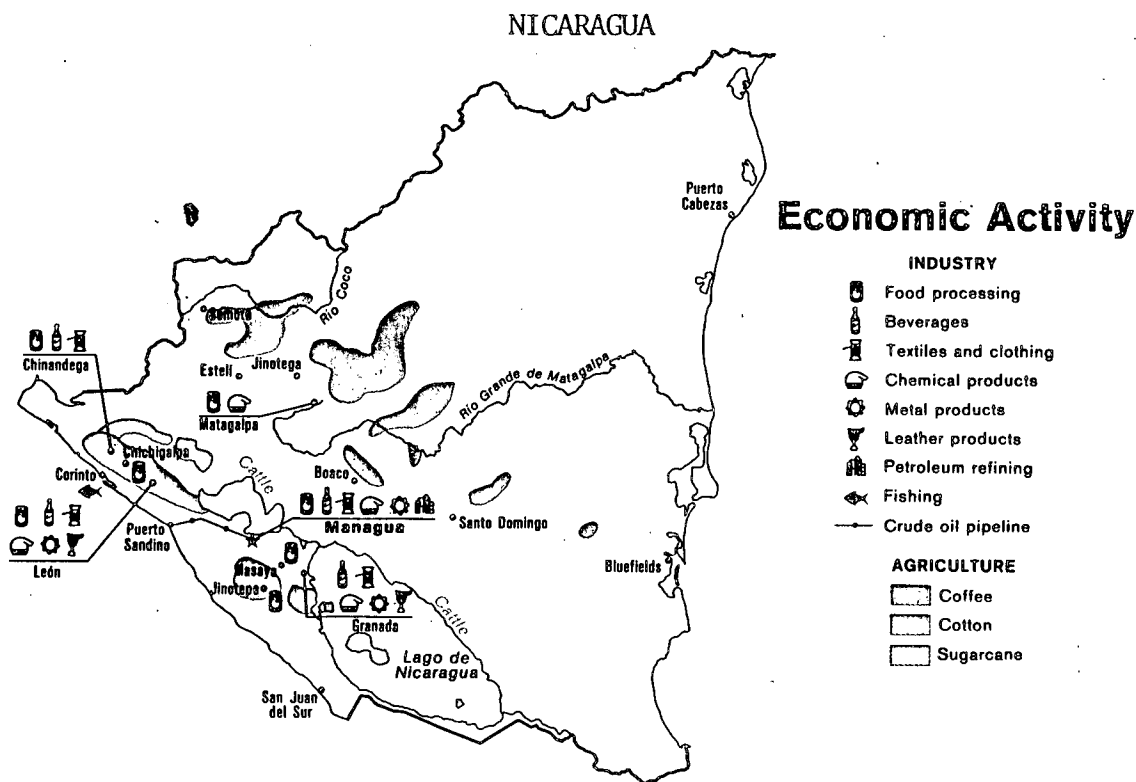 NICARAGUA
Puerto
Cabezas
Economic Activity
INDUSTRY
Food processing
Beverages
Textiles and clothing
Chemical products
Metal products
Leather products
Petroleum refining
Fishing
Crude oil pipeline
AGRICULTURE
Coffee
Cotton
Sugarcane
Río Coco
Somoto
Chinandega
Estelí
Jinotega
Matagalpa
Río Grande de Matagalpa
Chichigalpa
Corinto
Cattle
Boaco
Managua
Santo Domingo
Puerto
Sandino
León
Masaya
Jinotepe
Granada
Cattle
Bluefields
Lago de
Nicaragua
San Juan
del Sur